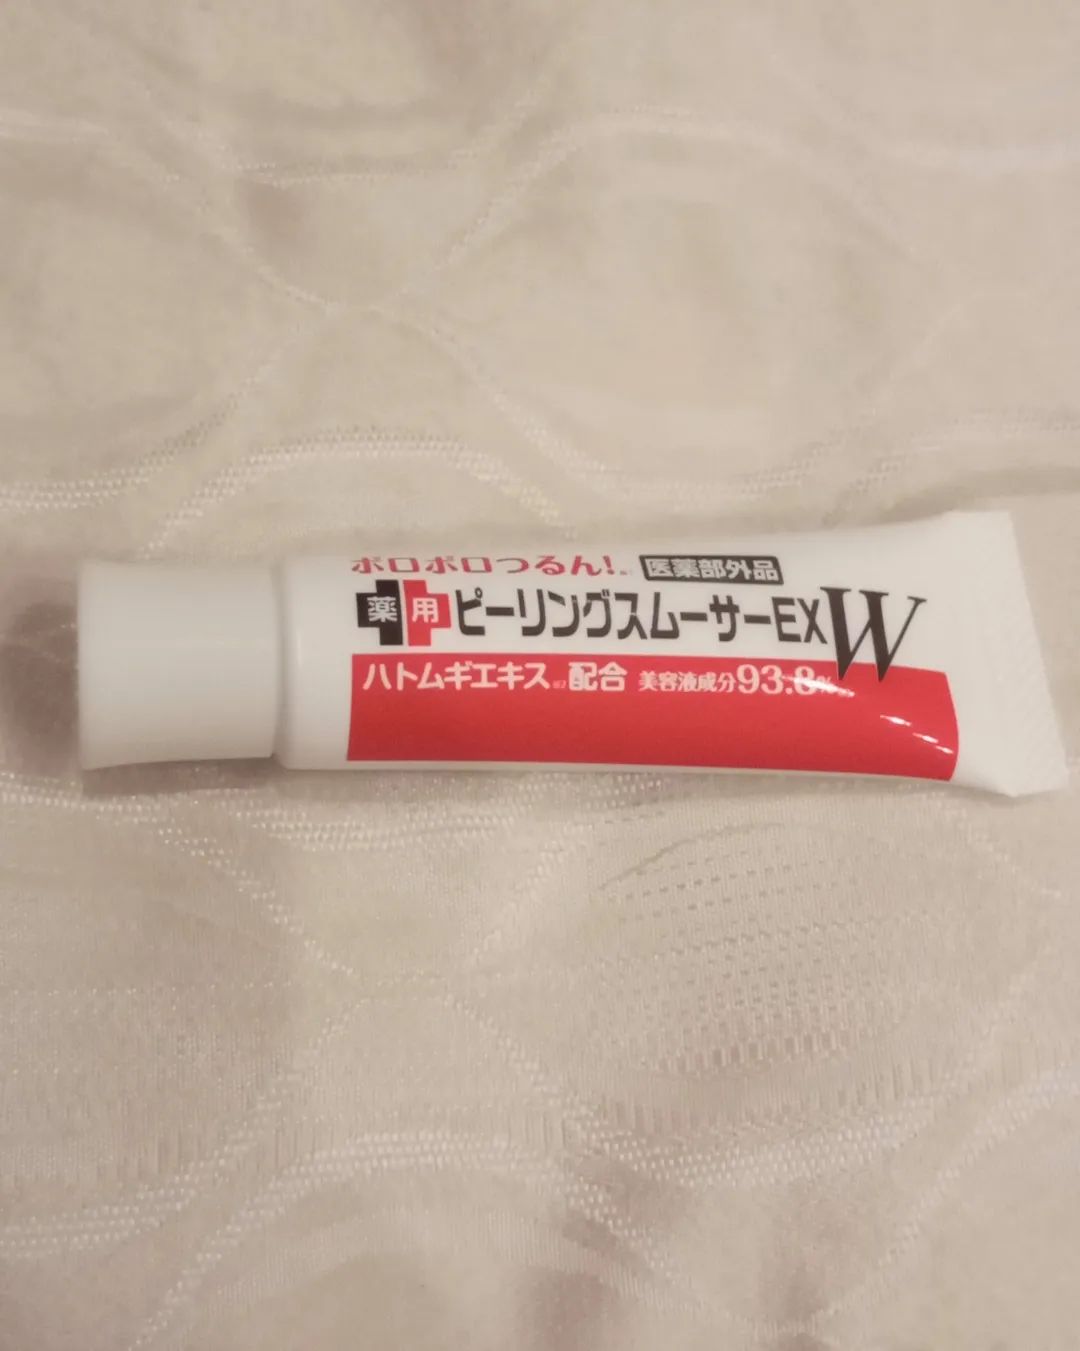 ポロポロつるん! 医薬部外品
薬用 ピーリングスムーサーEX W
ハトムギエキス 配合 美容液成分93.8%